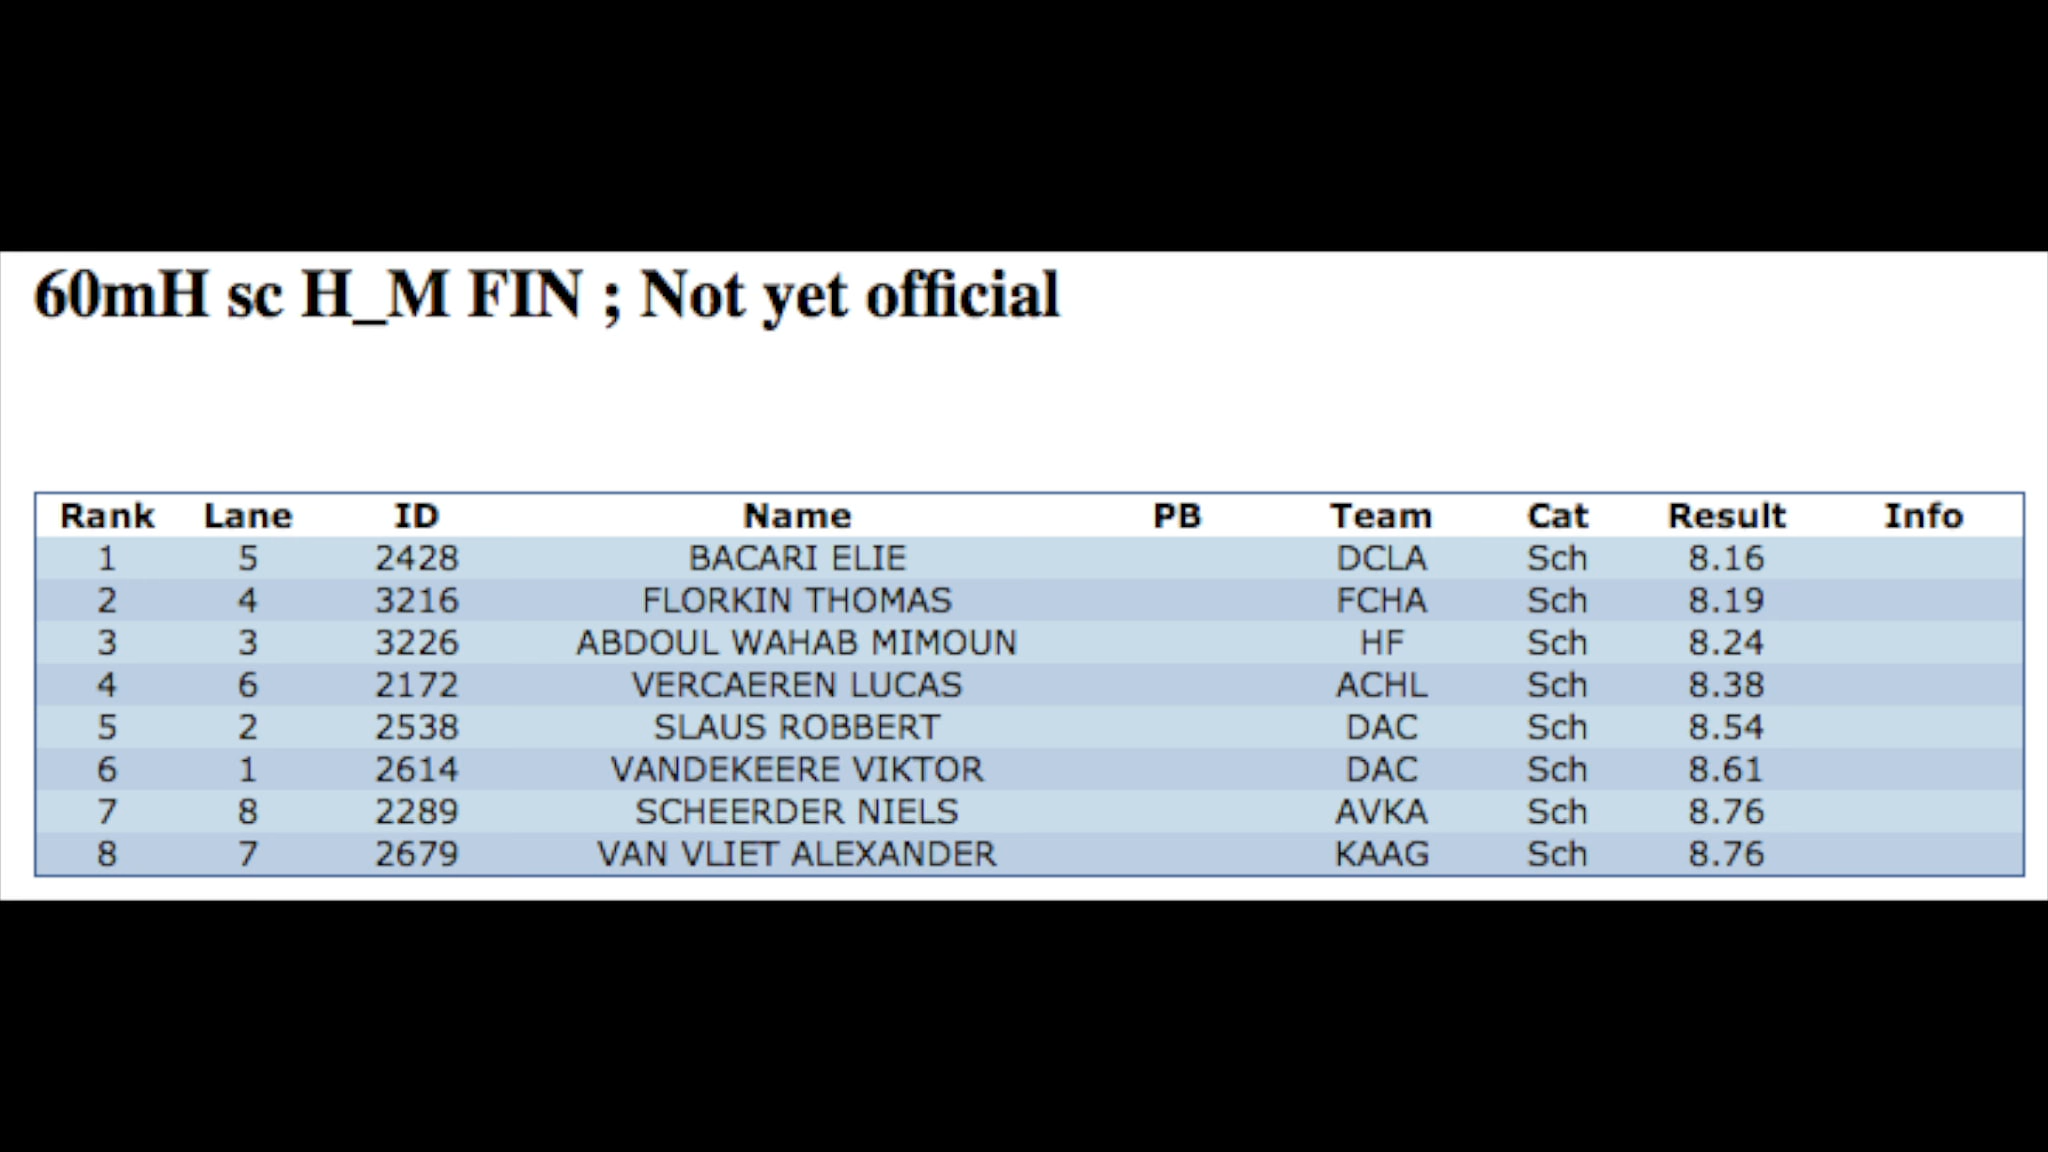 60mH sc H_M FIN ; Not yet official
Rank Lane ID Name PB Team Cat Result Info
1 5 2428 BACARI ELIE DCLA Sch 8.16
2 4 3216 FLORKIN THOMAS FCHA Sch 8.19
3 3 3226 ABDOUL WAHAB MIMOUN HF Sch 8.24
4 6 2172 VERCAEREN LUCAS ACHL Sch 8.38
5 2 2538 SLAUS ROBBERT DAC Sch 8.54
6 1 2614 VANDEKEERE VIKTOR DAC Sch 8.61
7 8 2289 SCHEERDER NIELS AVKA Sch 8.76
8 7 2679 VAN VLIET ALEXANDER KAAG Sch 8.76